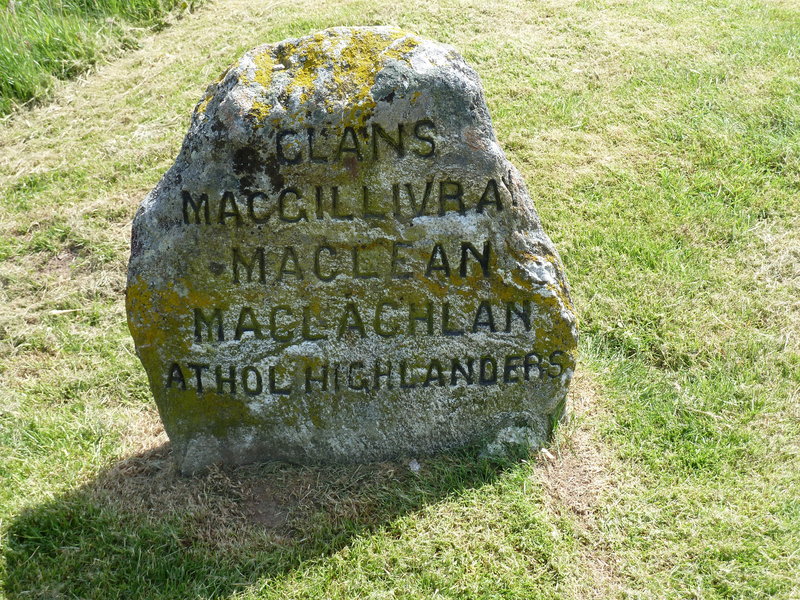 CLANS
MACGILLIVRAY
MACLEAN
MACLACHLAN
ATHOL HIGHLANDERS